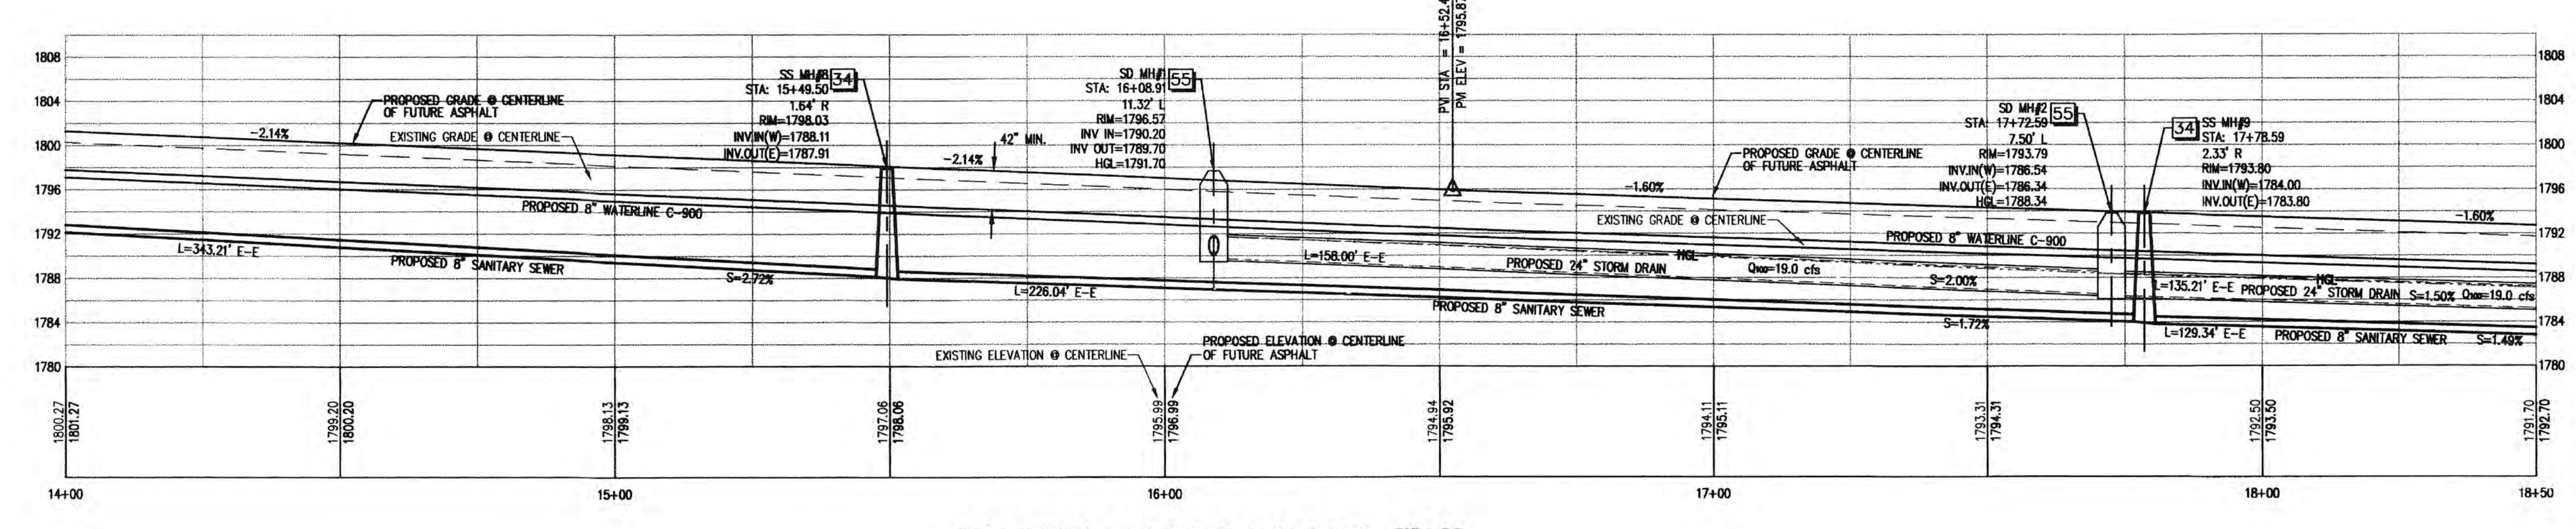 PVI STA = 16+52.4
PVI ELEV = 1795.87
1808
1804
1800
1796
1792
1788
1784
1780
PROPOSED GRADE @ CENTERLINE
OF FUTURE ASPHALT
-2.14%
EXISTING GRADE @ CENTERLINE
PROPOSED 8" WATERLINE C-900
L=343.21' E-E
PROPOSED 8" SANITARY SEWER
S=2.72%
SS MH#8 34
STA: 15+49.50
1.64' R
RIM=1798.03
INV.IN(W)=1788.11
INV.OUT(E)=1787.91
-2.14%
42" MIN.
SD MH#1 55
STA: 16+08.91
11.32' L
RIM=1796.57
INV IN=1790.20
INV OUT=1789.70
HGL=1791.70
L=226.04' E-E
L=158.00' E-E
PROPOSED 24" STORM DRAIN
HGL
Q100=19.0 cfs
S=2.00%
-1.60%
PROPOSED GRADE @ CENTERLINE
OF FUTURE ASPHALT
EXISTING GRADE @ CENTERLINE
PROPOSED 8" WATERLINE C-900
PROPOSED 8" SANITARY SEWER
S=1.72%
SD MH#2 55
STA: 17+72.59
7.50' L
RIM=1793.79
INV.IN(W)=1786.54
INV.OUT(E)=1786.34
HGL=1788.34
34 SS MH#9
STA: 17+78.59
2.33' R
RIM=1793.80
INV.IN(W)=1784.00
INV.OUT(E)=1783.80
-1.60%
HGL
L=135.21' E-E PROPOSED 24" STORM DRAIN S=1.50% Q100=19.0 cfs
L=129.34' E-E PROPOSED 8" SANITARY SEWER S=1.49%
1808
1804
1800
1796
1792
1788
1784
1780
EXISTING ELEVATION @ CENTERLINE
PROPOSED ELEVATION @ CENTERLINE
OF FUTURE ASPHALT
1800.27
1801.27
1799.20
1800.20
1798.13
1799.13
1797.06
1798.06
1795.99
1796.99
1794.94
1795.92
1794.11
1795.11
1793.31
1794.31
1792.50
1793.50
1791.70
1792.70
14+00
15+00
16+00
17+00
18+00
18+50